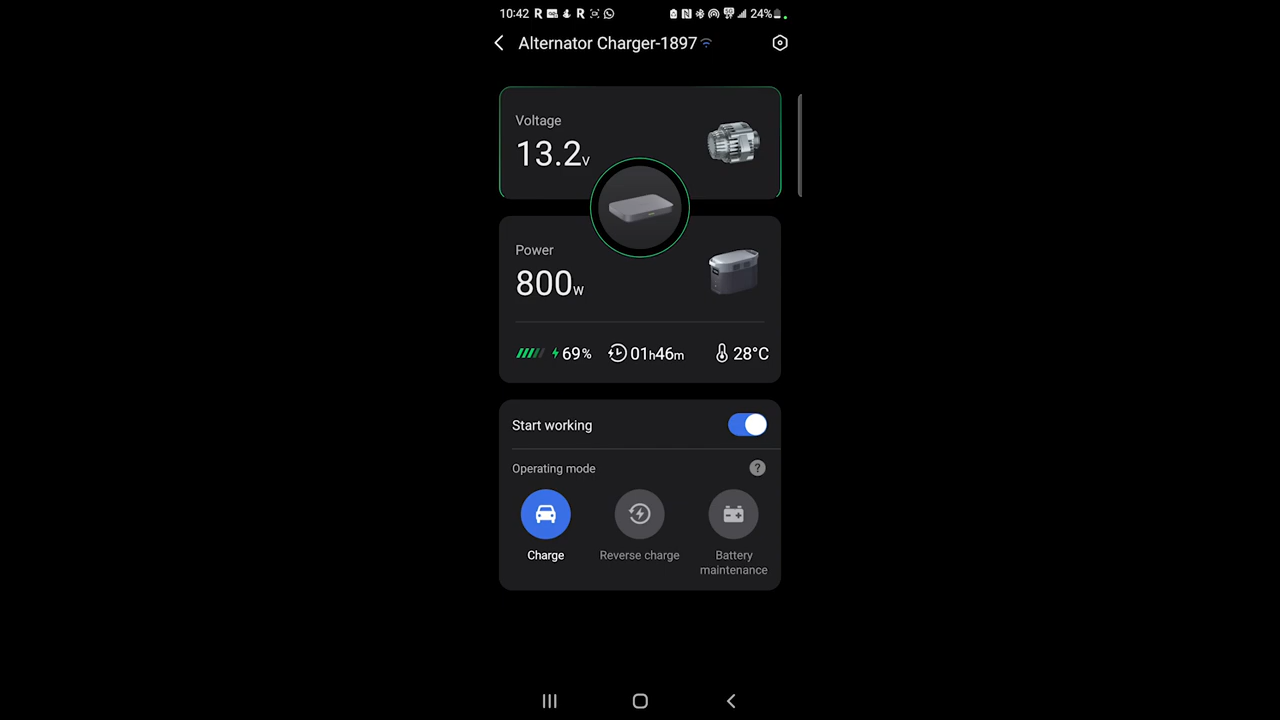 10:42 R R 5G 24%
Alternator Charger-1897
Voltage
13.2V
Power
800W
69% 01h46m 28°C
Start working
Operating mode ?
Charge Reverse charge Battery
maintenance